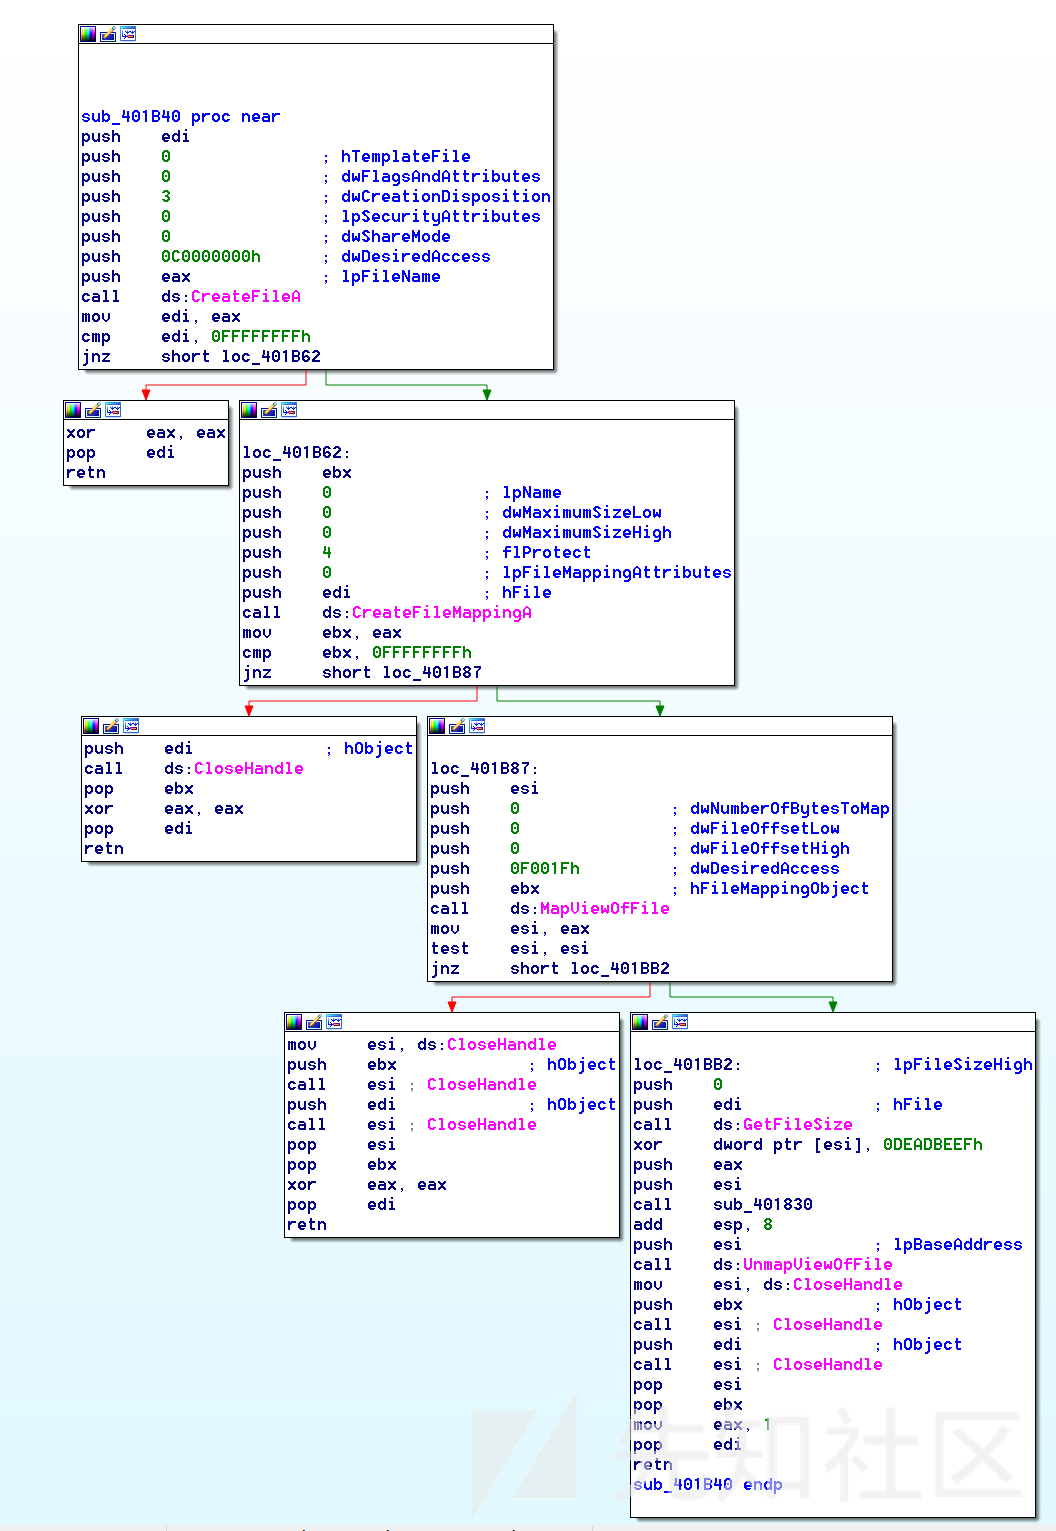 sub_401B40 proc near
push edi
push 0 ; hTemplateFile
push 0 ; dwFlagsAndAttributes
push 3 ; dwCreationDisposition
push 0 ; lpSecurityAttributes
push 0 ; dwShareMode
push 0C0000000h ; dwDesiredAccess
push eax ; lpFileName
call ds:CreateFileA
mov edi, eax
cmp edi, 0FFFFFFFFh
jnz short loc_401B62
xor eax, eax
pop edi
retn
loc_401B62:
push ebx
push 0 ; lpName
push 0 ; dwMaximumSizeLow
push 0 ; dwMaximumSizeHigh
push 4 ; flProtect
push 0 ; lpFileMappingAttributes
push edi ; hFile
call ds:CreateFileMappingA
mov ebx, eax
cmp ebx, 0FFFFFFFFh
jnz short loc_401B87
push edi ; hObject
call ds:CloseHandle
pop ebx
xor eax, eax
pop edi
retn
loc_401B87:
push esi
push 0 ; dwNumberOfBytesToMap
push 0 ; dwFileOffsetLow
push 0 ; dwFileOffsetHigh
push 0F001Fh ; dwDesiredAccess
push ebx ; hFileMappingObject
call ds:MapViewOfFile
mov esi, eax
test esi, esi
jnz short loc_401BB2
mov esi, ds:CloseHandle
push ebx ; hObject
call esi ; CloseHandle
push edi ; hObject
call esi ; CloseHandle
pop esi
pop ebx
xor eax, eax
pop edi
retn
loc_401BB2: ; lpFileSizeHigh
push 0
push edi ; hFile
call ds:GetFileSize
xor dword ptr [esi], 0DEADBEEFh
push eax
push esi
call sub_401830
add esp, 8
push esi ; lpBaseAddress
call ds:UnmapViewOfFile
mov esi, ds:CloseHandle
push ebx ; hObject
call esi ; CloseHandle
push edi ; hObject
call esi ; CloseHandle
pop esi
pop ebx
mov eax, 1
pop edi
retn
sub_401B40 endp
先知社区